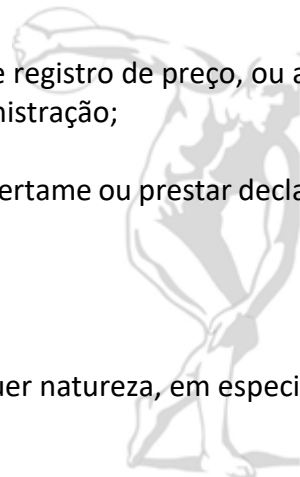 e registro de preço, ou a
nistração;
ertame ou prestar decla
uer natureza, em especi